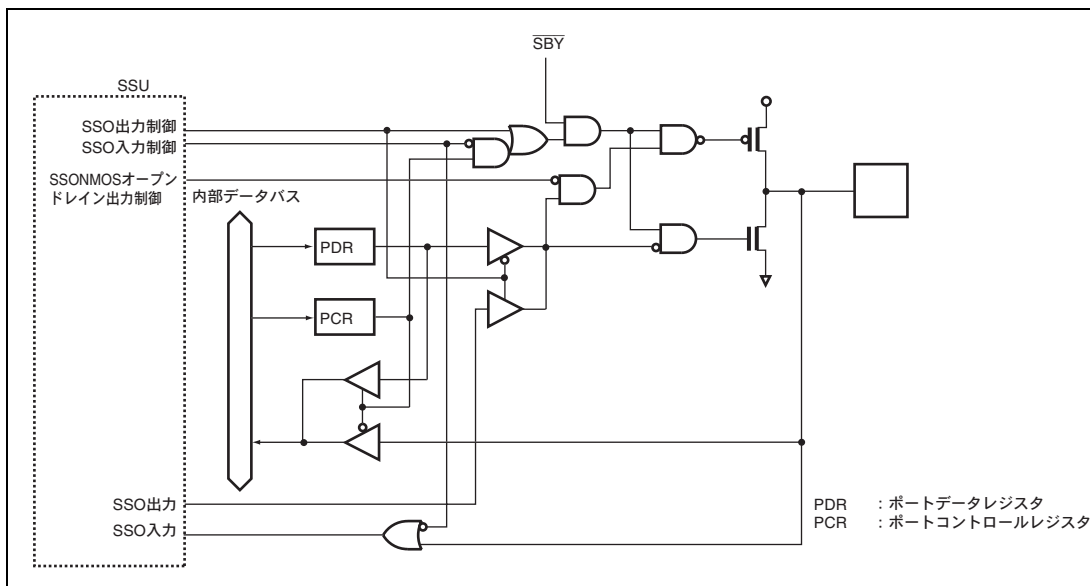 SBY
SSU
SSO出力制御
SSO入力制御
SSONMOSオープン
ドレイン出力制御
内部データバス
PDR
PCR
SSO出力
SSO入力
PDR :ポートデータレジスタ
PCR :ポートコントロールレジスタ